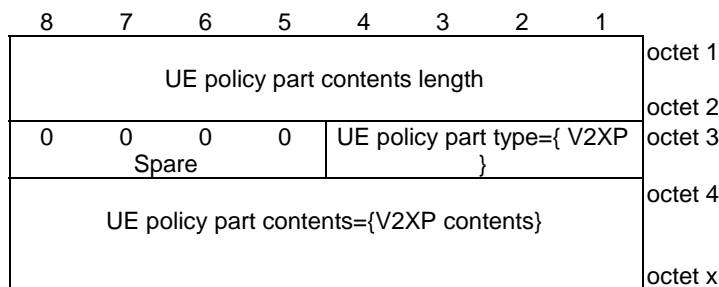 8 7 6 5 4 3 2 1
UE policy part contents length
octet 1
octet 2
0 0 0 0 UE policy part type={ V2XP octet 3
Spare }
octet 4
UE policy part contents={V2XP contents}
octet x